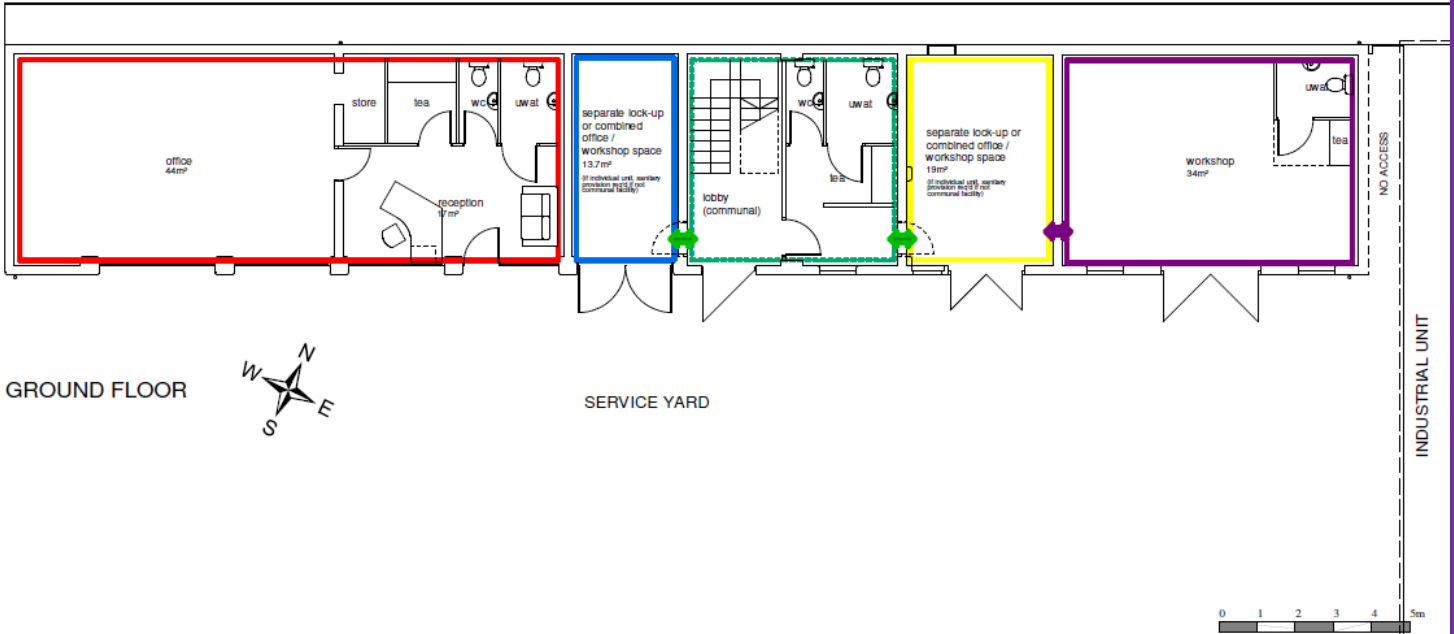 office
44m²
store
tea
wc
uwat
reception
17m²
separate lock-up
or combined
office /
workshop space
13.7m²
(if individual unit, sanitary
provision req'd if not
communal facility)
lobby
(communal)
wc
uwat
tea
separate lock-up or
combined office /
workshop space
19m²
(if individual unit, sanitary
provision req'd if not
communal facility)
workshop
34m²
uwat
tea
NO ACCESS
INDUSTRIAL UNIT
GROUND FLOOR
N
W
E
S
SERVICE YARD
0 1 2 3 4 5m